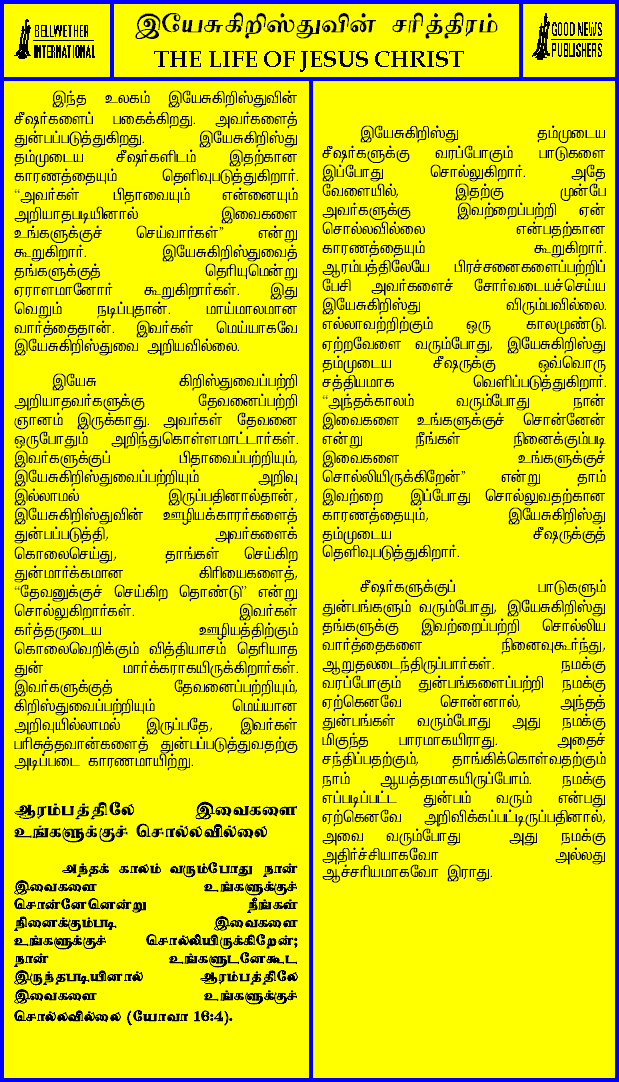 BELLWETHER
INTERNATIONAL
இயேசுகிறிஸ்துவின் சரித்திரம்
THE LIFE OF JESUS CHRIST
GOOD NEWS
PUBLISHERS
இந்த உலகம் இயேசுகிறிஸ்துவின்
சீஷர்களைப் பகைக்கிறது. அவர்களைத்
துன்பப்படுத்துகிறது. இயேசுகிறிஸ்து
தம்முடைய சீஷர்களிடம் இதற்கான
காரணத்தையும் தெளிவுபடுத்துகிறார்.
“அவர்கள் பிதாவையும் என்னையும்
அறியாதபடியினால் இவைகளை
உங்களுக்குச் செய்வார்கள்” என்று
கூறுகிறார். இயேசுகிறிஸ்துவைத்
தங்களுக்குத் தெரியுமென்று
ஏராளமானோர் கூறுகிறார்கள். இது
வெறும் நடிப்புதான். மாய்மாலமான
வார்த்தைதான். இவர்கள் மெய்யாகவே
இயேசுகிறிஸ்துவை அறியவில்லை.
இயேசு கிறிஸ்துவைப்பற்றி
அறியாதவர்களுக்கு தேவனைப்பற்றி
ஞானம் இருக்காது. அவர்கள் தேவனை
ஒருபோதும் அறிந்துகொள்ளமாட்டார்கள்.
இவர்களுக்குப் பிதாவைப்பற்றியும்,
இயேசுகிறிஸ்துவைப்பற்றியும் அறிவு
இல்லாமல் இருப்பதினால்தான்,
இயேசுகிறிஸ்துவின் ஊழியக்காரர்களைத்
துன்பப்படுத்தி, அவர்களைக்
கொலைசெய்து, தாங்கள் செய்கிற
துன்மார்க்கமான கிரியைகளைத்,
“தேவனுக்குச் செய்கிற தொண்டு” என்று
சொல்லுகிறார்கள். இவர்கள்
கர்த்தருடைய ஊழியத்திற்கும்
கொலைவெறிக்கும் வித்தியாசம் தெரியாத
துன் மார்க்கராகயிருக்கிறார்கள்.
இவர்களுக்குத் தேவனைப்பற்றியும்,
கிறிஸ்துவைப்பற்றியும் மெய்யான
அறிவுயில்லாமல் இருப்பதே, இவர்கள்
பரிசுத்தவான்களைத் துன்பப்படுத்துவதற்கு
அடிப்படை காரணமாயிற்று.
ஆரம்பத்திலே இவைகளை
உங்களுக்குச் சொல்லவில்லை
அந்தக் காலம் வரும்போது நான்
இவைகளை உங்களுக்குச்
சொன்னேனென்று நீங்கள்
நினைக்கும்படி இவைகளை
உங்களுக்குச் சொல்லியிருக்கிறேன்;
நான் உங்களுடனேகூட
இருந்தபடியினால் ஆரம்பத்திலே
இவைகளை உங்களுக்குச்
சொல்லவில்லை (யோவா 16:4).
இயேசுகிறிஸ்து தம்முடைய
சீஷர்களுக்கு வரப்போகும் பாடுகளை
இப்போது சொல்லுகிறார். அதே
வேளையில், இதற்கு முன்பே
அவர்களுக்கு இவற்றைப்பற்றி ஏன்
சொல்லவில்லை என்பதற்கான
காரணத்தையும் கூறுகிறார்.
ஆரம்பத்திலேயே பிரச்சனைகளைப்பற்றிப்
பேசி அவர்களைச் சோர்வடையச்செய்ய
இயேசுகிறிஸ்து விரும்பவில்லை.
எல்லாவற்றிற்கும் ஒரு காலமுண்டு.
ஏற்றவேளை வரும்போது, இயேசுகிறிஸ்து
தம்முடைய சீஷருக்கு ஒவ்வொரு
சத்தியமாக வெளிப்படுத்துகிறார்.
“அந்தக்காலம் வரும்போது நான்
இவைகளை உங்களுக்குச் சொன்னேன்
என்று நீங்கள் நினைக்கும்படி
இவைகளை உங்களுக்குச்
சொல்லியிருக்கிறேன்” என்று தாம்
இவற்றை இப்போது சொல்லுவதற்கான
காரணத்தையும், இயேசுகிறிஸ்து
தம்முடைய சீஷருக்குத்
தெளிவுபடுத்துகிறார்.
சீஷர்களுக்குப் பாடுகளும்
துன்பங்களும் வரும்போது, இயேசுகிறிஸ்து
தங்களுக்கு இவற்றைப்பற்றி சொல்லிய
வார்த்தைகளை நினைவுகூர்ந்து,
ஆறுதலடைந்திருப்பார்கள். நமக்கு
வரப்போகும் துன்பங்களைப்பற்றி நமக்கு
ஏற்கெனவே சொன்னால், அந்தத்
துன்பங்கள் வரும்போது அது நமக்கு
மிகுந்த பாரமாகயிராது. அதைச்
சந்திப்பதற்கும், தாங்கிக்கொள்வதற்கும்
நாம் ஆயத்தமாகயிருப்போம். நமக்கு
எப்படிப்பட்ட துன்பம் வரும் என்பது
ஏற்கெனவே அறிவிக்கப்பட்டிருப்பதினால்,
அவை வரும்போது அது நமக்கு
அதிர்ச்சியாகவோ அல்லது
ஆச்சரியமாகவோ இராது.